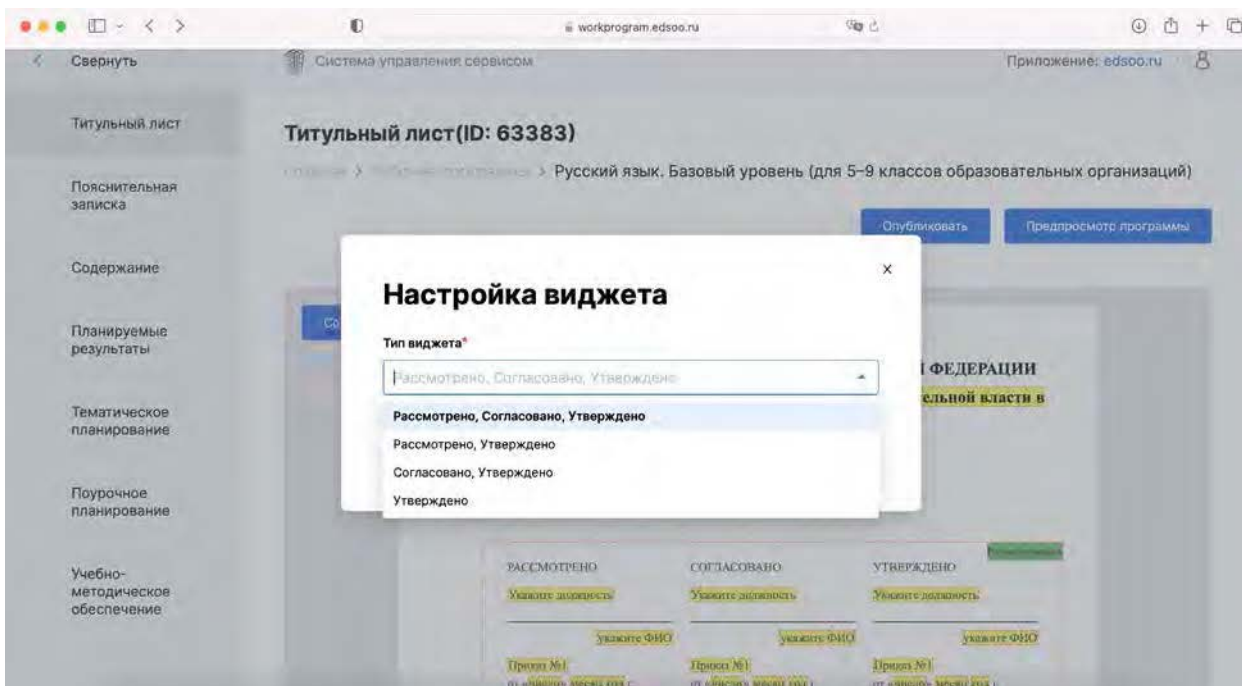 workprogram.edsoo.ru
Свернуть
Система управления сервисом
Приложение: edsoo.ru
Титульный лист
Титульный лист(ID: 63383)
> Русский язык. Базовый уровень (для 5–9 классов образовательных организаций)
Пояснительная
записка
Опубликовать
Предпросмотр программы
Содержание
Настройка виджета
Со
Планируемые
результаты
Тип виджета*
Рассмотрено, Согласовано, Утверждено
ФЕДЕРАЦИИ
ельной власти в
Рассмотрено, Согласовано, Утверждено
Тематическое
планирование
Рассмотрено, Утверждено
Согласовано, Утверждено
Утверждено
Поурочное
планирование
РАССМОТРЕНО
СОГЛАСОВАНО
УТВЕРЖДЕНО
Учебно-
методическое
обеспечение
Укажите должность
Укажите должность
Укажите должность
укажите ФИО
укажите ФИО
укажите ФИО
Приказ №1
Приказ №1
Приказ №1